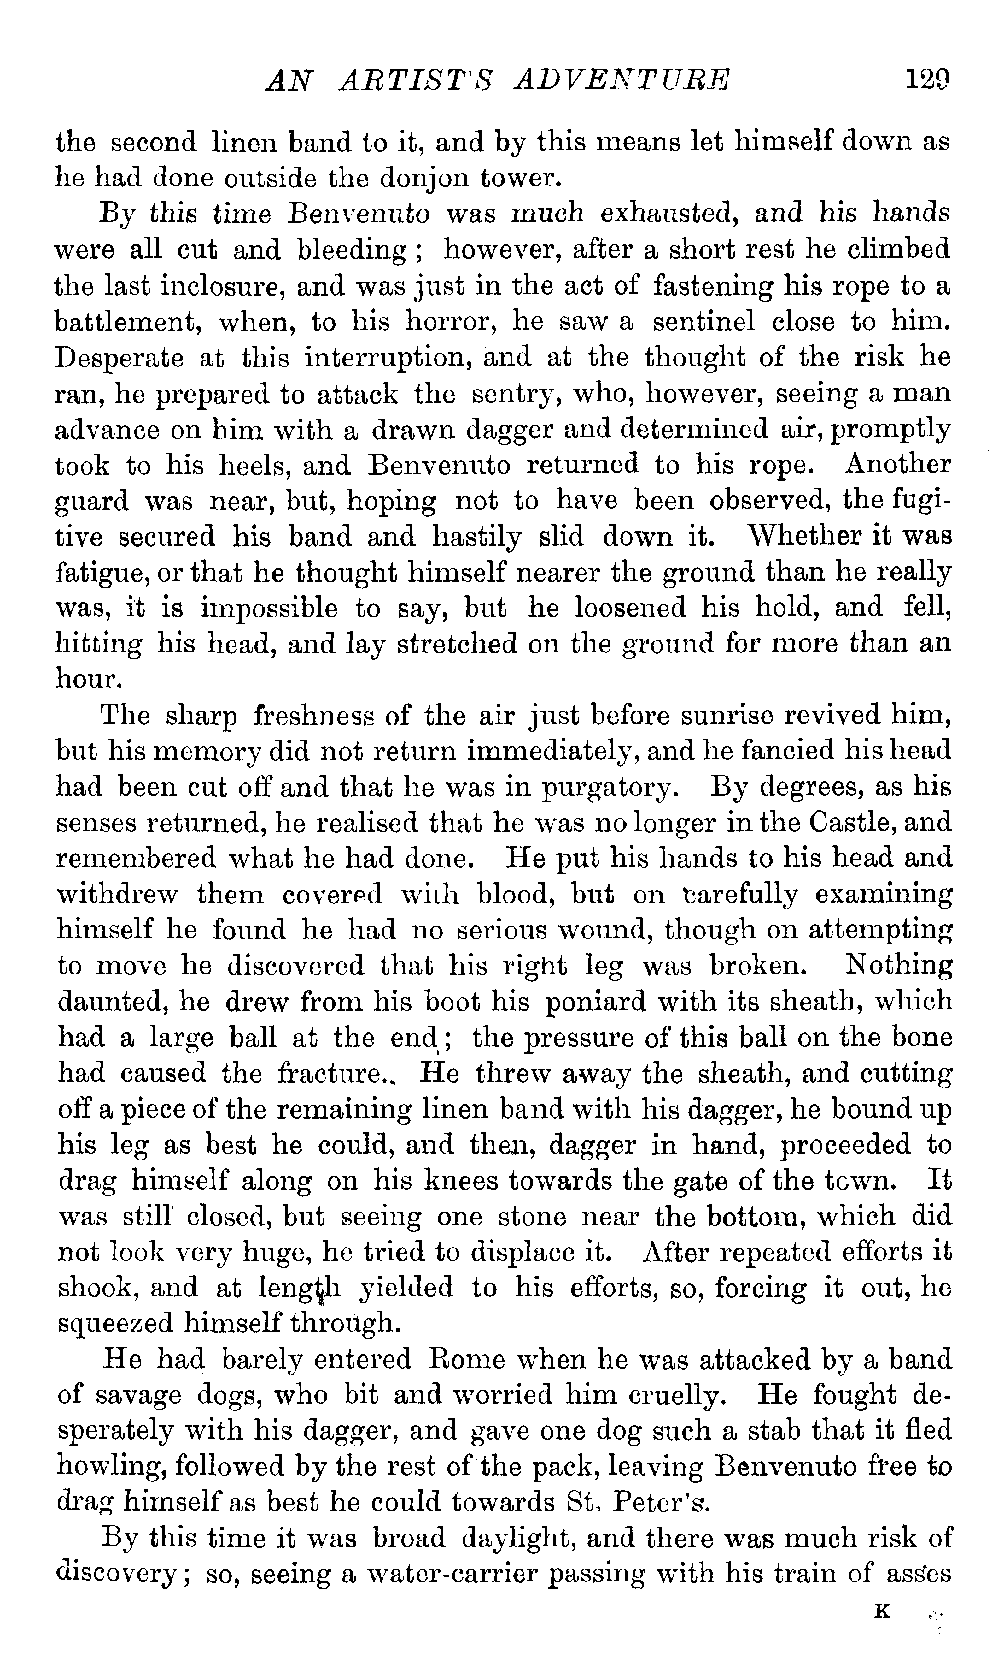 AN ARTIST'S ADVENTURE 129
the second linen band to it, and by this means let himself down as
he had done outside the donjon tower.
By this time Benvenuto was much exhausted, and his hands
were all cut and bleeding ; however, after a short rest he climbed
the last inclosure, and was just in the act of fastening his rope to a
battlement, when, to his horror, he saw a sentinel close to him.
Desperate at this interruption, and at the thought of the risk he
ran, he prepared to attack the sentry, who, however, seeing a man
advance on him with a drawn dagger and determined air, promptly
took to his heels, and Benvenuto returned to his rope. Another
guard was near, but, hoping not to have been observed, the fugi-
tive secured his band and hastily slid down it. Whether it was
fatigue, or that he thought himself nearer the ground than he really
was, it is impossible to say, but he loosened his hold, and fell,
hitting his head, and lay stretched on the ground for more than an
hour.
The sharp freshness of the air just before sunrise revived him,
but his memory did not return immediately, and he fancied his head
had been cut off and that he was in purgatory. By degrees, as his
senses returned, he realised that he was no longer in the Castle, and
remembered what he had done. He put his hands to his head and
withdrew them covered with blood, but on carefully examining
himself he found he had no serious wound, though on attempting
to move he discovered that his right leg was broken. Nothing
daunted, he drew from his boot his poniard with its sheath, which
had a large ball at the end ; the pressure of this ball on the bone
had caused the fracture. He threw away the sheath, and cutting
off a piece of the remaining linen band with his dagger, he bound up
his leg as best he could, and then, dagger in hand, proceeded to
drag himself along on his knees towards the gate of the town. It
was still closed, but seeing one stone near the bottom, which did
not look very huge, he tried to displace it. After repeated efforts it
shook, and at length yielded to his efforts, so, forcing it out, he
squeezed himself through.
He had barely entered Rome when he was attacked by a band
of savage dogs, who bit and worried him cruelly. He fought de-
sperately with his dagger, and gave one dog such a stab that it fled
howling, followed by the rest of the pack, leaving Benvenuto free to
drag himself as best he could towards St. Peter's.
By this time it was broad daylight, and there was much risk of
discovery; so, seeing a water-carrier passing with his train of asses
K